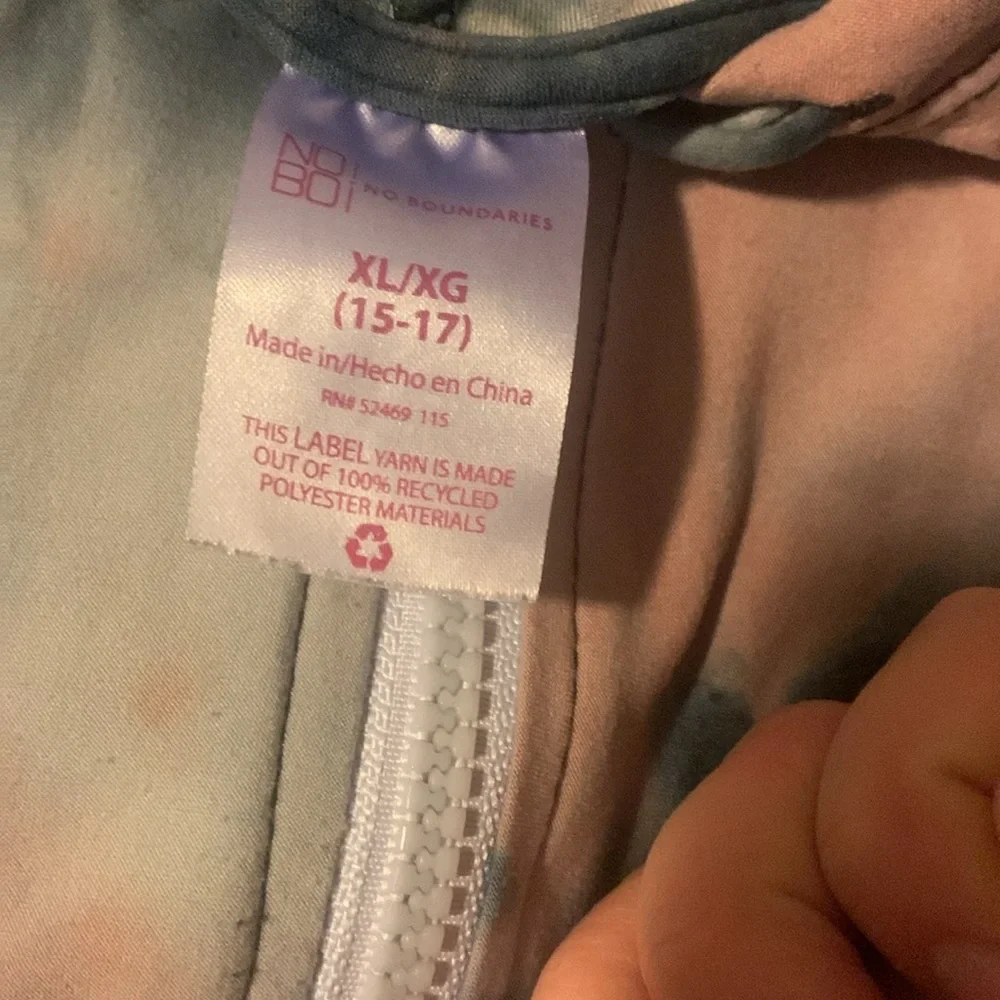 NO
BO
NO BOUNDARIES
XL/XG
(15-17)
Made in/Hecho en China
RN# 52469 115
THIS LABEL YARN IS MADE
OUT OF 100% RECYCLED
POLYESTER MATERIALS